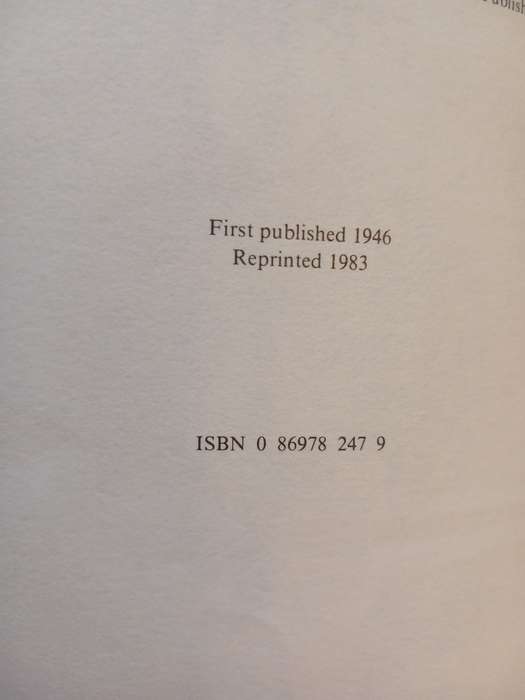 First published 1946
Reprinted 1983
ISBN 0 86978 247 9